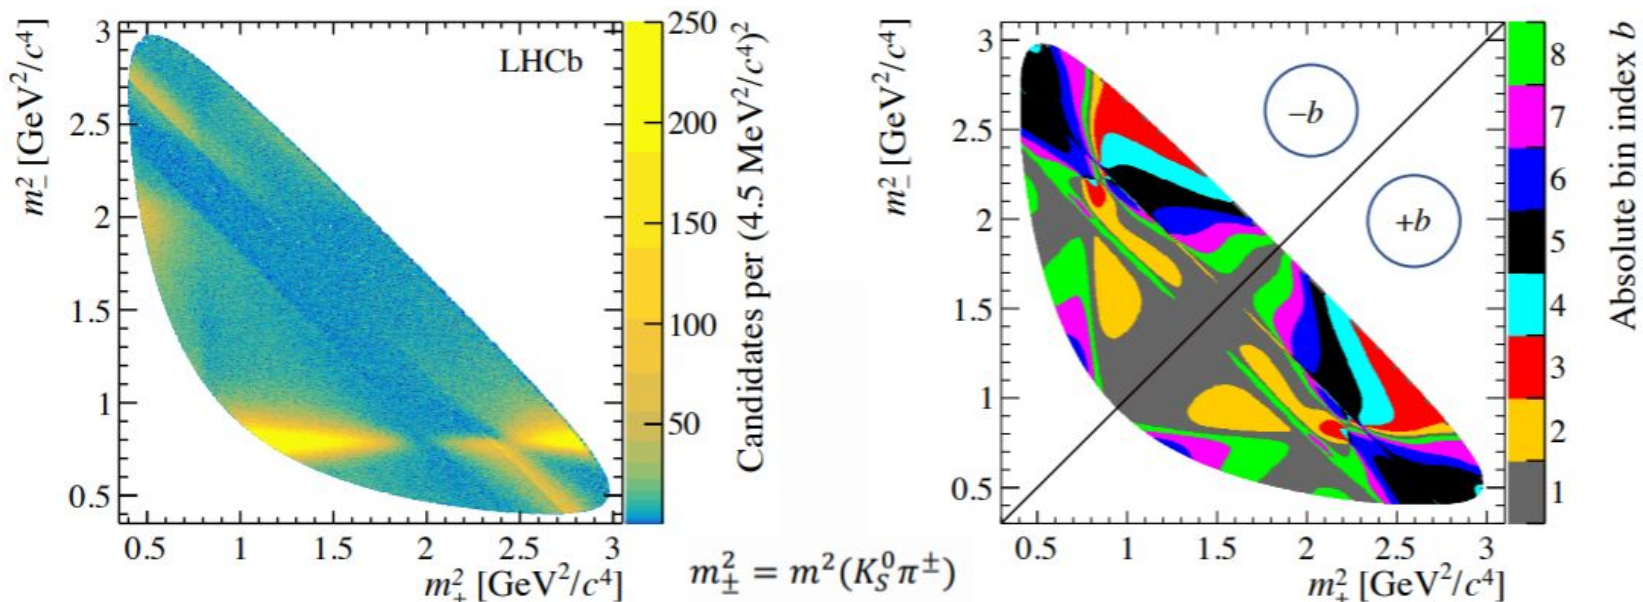 3
2.5
2
1.5
1
0.5
m²₋ [GeV²/c⁴]
LHCb
0.5 1 1.5 2 2.5 3
m²₊ [GeV²/c⁴]
250
200
150
100
50
Candidates per (4.5 MeV²/c⁴)²
m²± = m²(K⁰_S π±)
3
2.5
2
1.5
1
0.5
m²₋ [GeV²/c⁴]
–b
+b
0.5 1 1.5 2 2.5 3
m²₊ [GeV²/c⁴]
8
7
6
5
4
3
2
1
Absolute bin index b